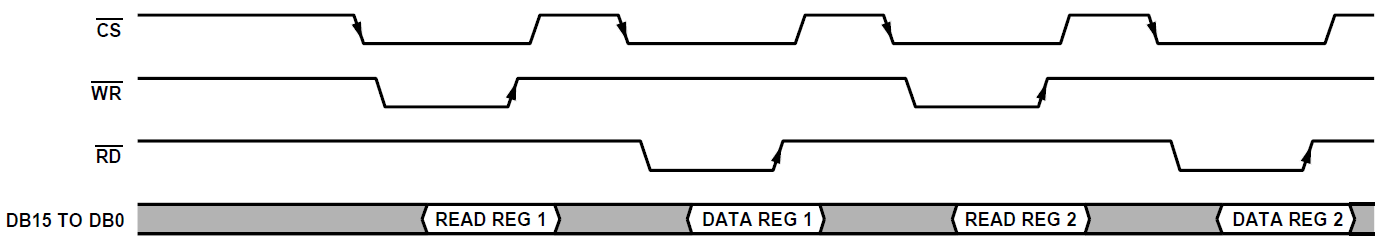 CS
WR
RD
DB15 TO DB0 READ REG 1 DATA REG 1 READ REG 2 DATA REG 2